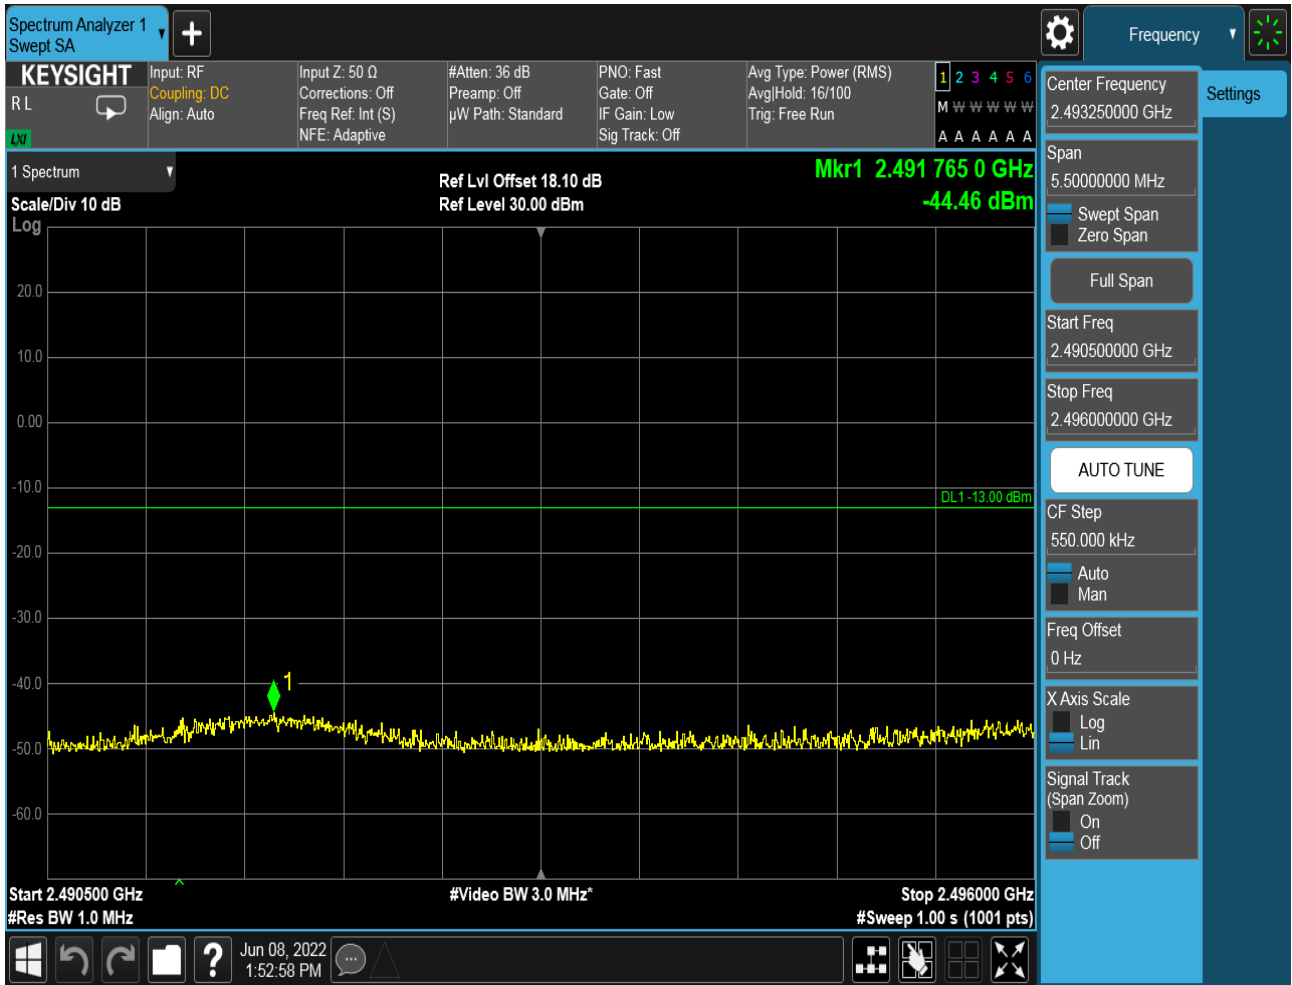 Spectrum Analyzer 1
Swept SA
Frequency
KEYSIGHT
R L
LXI
Input: RF
Coupling: DC
Align: Auto
Input Z: 50 Ω
Corrections: Off
Freq Ref: Int (S)
NFE: Adaptive
#Atten: 36 dB
Preamp: Off
µW Path: Standard
PNO: Fast
Gate: Off
IF Gain: Low
Sig Track: Off
Avg Type: Power (RMS)
Avg|Hold: 16/100
Trig: Free Run
1 2 3 4 5 6
M W W W W W
A A A A A A
1 Spectrum
Scale/Div 10 dB
Log
Ref Lvl Offset 18.10 dB
Ref Level 30.00 dBm
Mkr1 2.491 765 0 GHz
-44.46 dBm
20.0
10.0
0.00
-10.0
-20.0
-30.0
-40.0
-50.0
-60.0
DL1 -13.00 dBm
1
Start 2.490500 GHz
#Res BW 1.0 MHz
#Video BW 3.0 MHz*
Stop 2.496000 GHz
#Sweep 1.00 s (1001 pts)
Jun 08, 2022
1:52:58 PM
Center Frequency
2.493250000 GHz
Settings
Span
5.50000000 MHz
Swept Span
Zero Span
Full Span
Start Freq
2.490500000 GHz
Stop Freq
2.496000000 GHz
AUTO TUNE
CF Step
550.000 kHz
Auto
Man
Freq Offset
0 Hz
X Axis Scale
Log
Lin
Signal Track
(Span Zoom)
On
Off